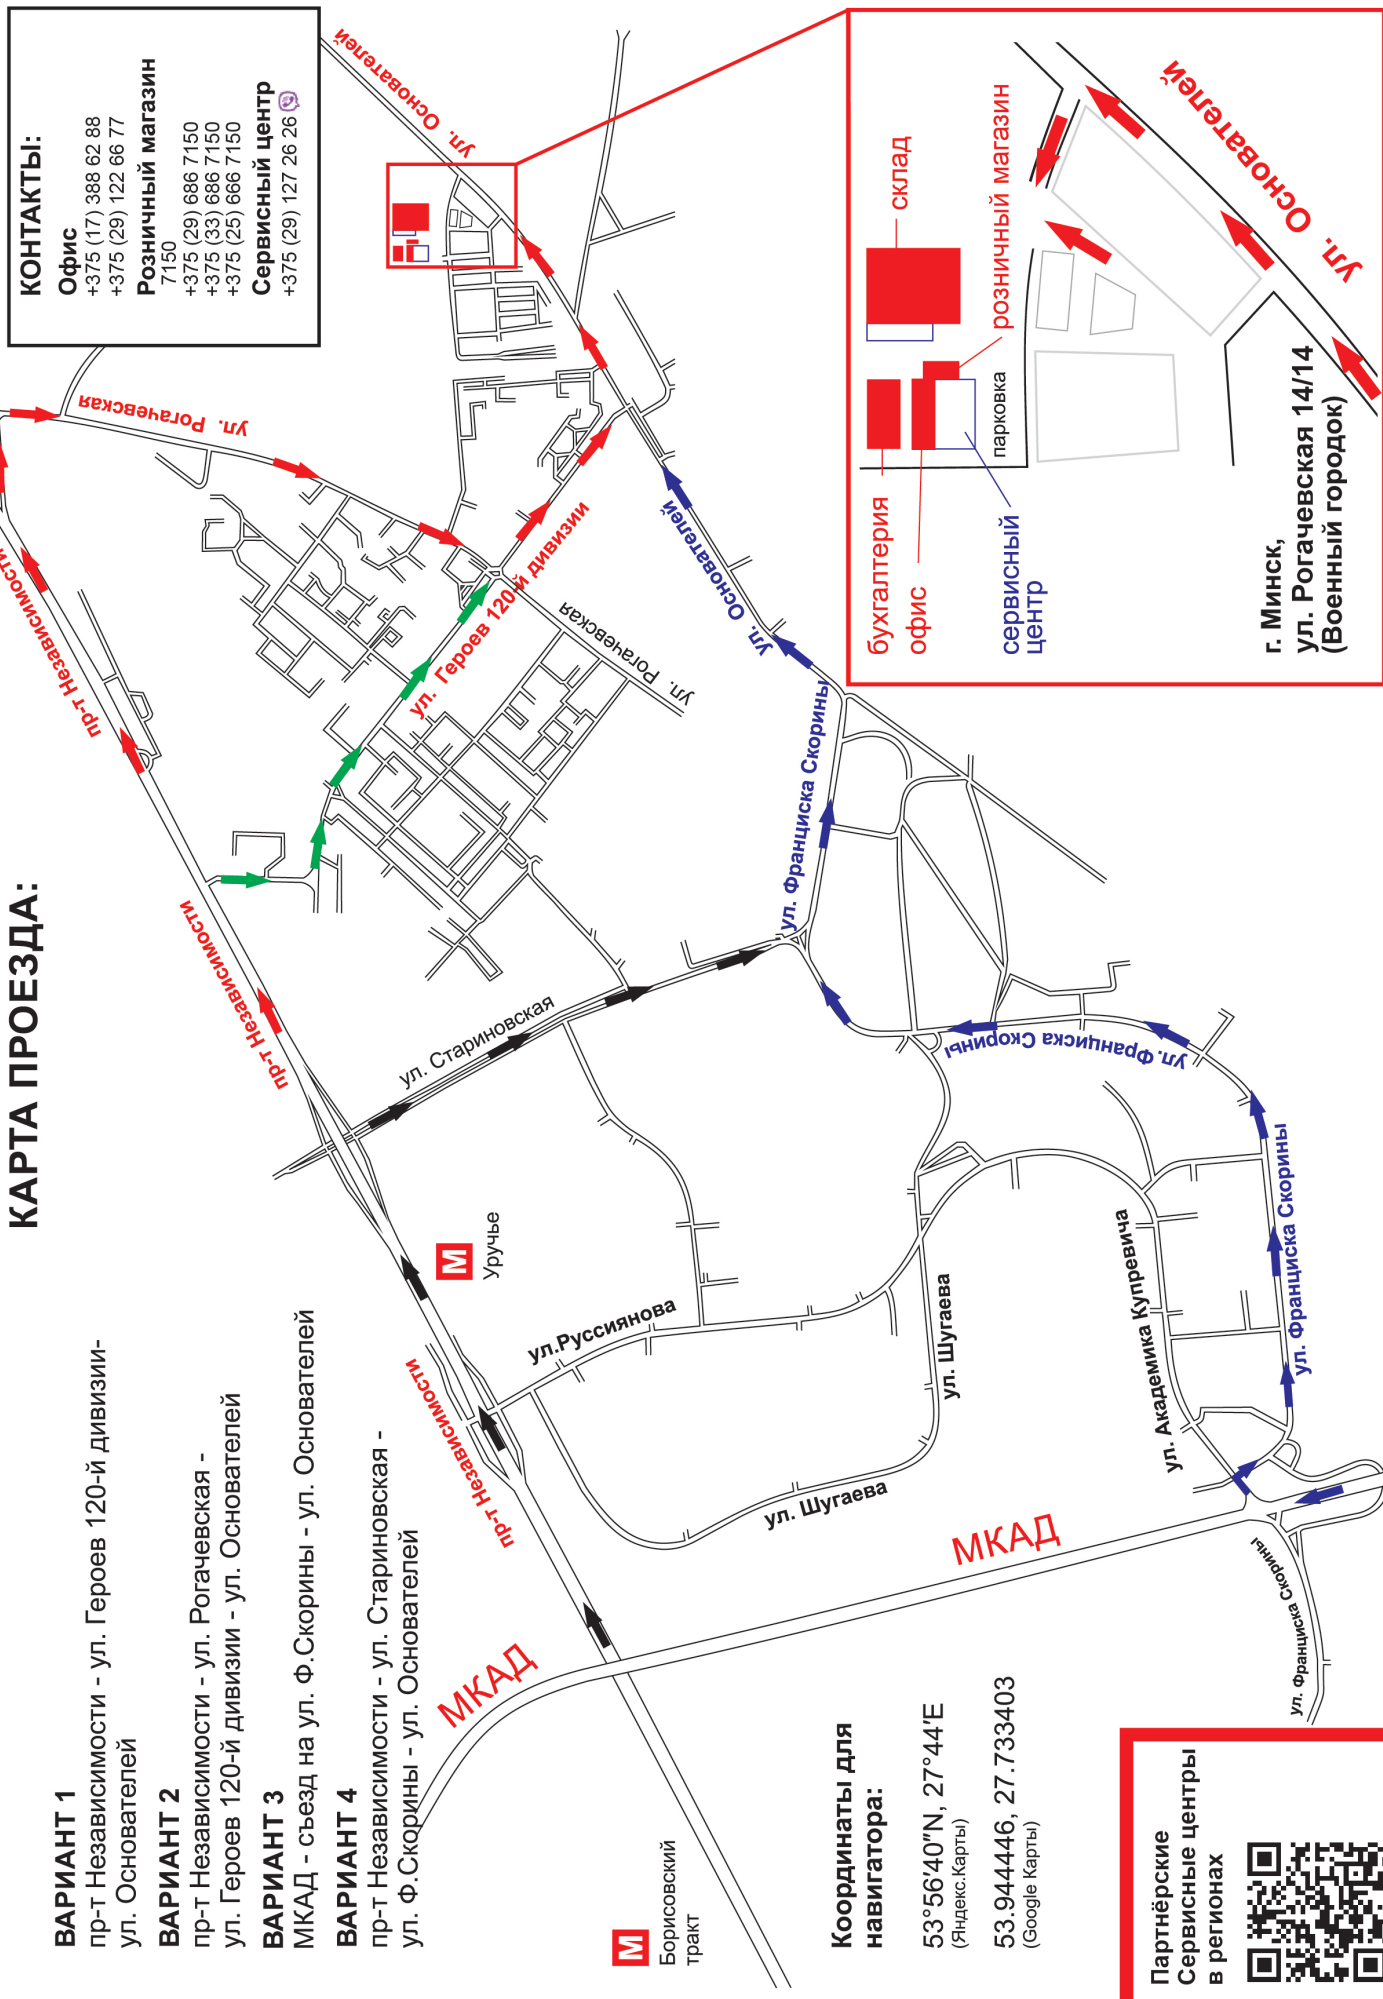 КАРТА ПРОЕЗДА:
ВАРИАНТ 1
пр-т Независимости - ул. Героев 120-й дивизии-
ул. Основателей
ВАРИАНТ 2
пр-т Независимости - ул. Рогачевская -
ул. Героев 120-й дивизии - ул. Основателей
ВАРИАНТ 3
МКАД - съезд на ул. Ф.Скорины - ул. Основателей
ВАРИАНТ 4
пр-т Независимости - ул. Стариновская -
ул. Ф.Скорины - ул. Основателей
КОНТАКТЫ:
Офис
+375 (17) 388 62 88
+375 (29) 122 66 77
Розничный магазин
7150
+375 (29) 686 7150
+375 (33) 686 7150
+375 (25) 666 7150
Сервисный центр
+375 (29) 127 26 26
пр-т Независимости
пр-т Независимости
пр-т Независимости
пр-т Независимости
ул. Рогачевская
ул. Основателей
ул. Героев 120-й дивизии
ул. Рогачевская
ул. Основателей
ул. Стариновская
ул. Франциска Скорины
М
Уручье
ул.Руссиянова
ул. Шугаева
ул. Шугаева
ул. Франциска Скорины
ул. Академика Купревича
ул. Франциска Скорины
МКАД
МКАД
ул. Франциска Скорины
М
Борисовский
тракт
Координаты для
навигатора:
53°56'40"N, 27°44'E
(Яндекс.Карты)
53.944446, 27.733403
(Google Карты)
Партнёрские
Сервисные центры
в регионах
бухгалтерия
офис
склад
розничный магазин
парковка
сервисный
центр
ул. Основателей
г. Минск,
ул. Рогачевская 14/14
(Военный городок)